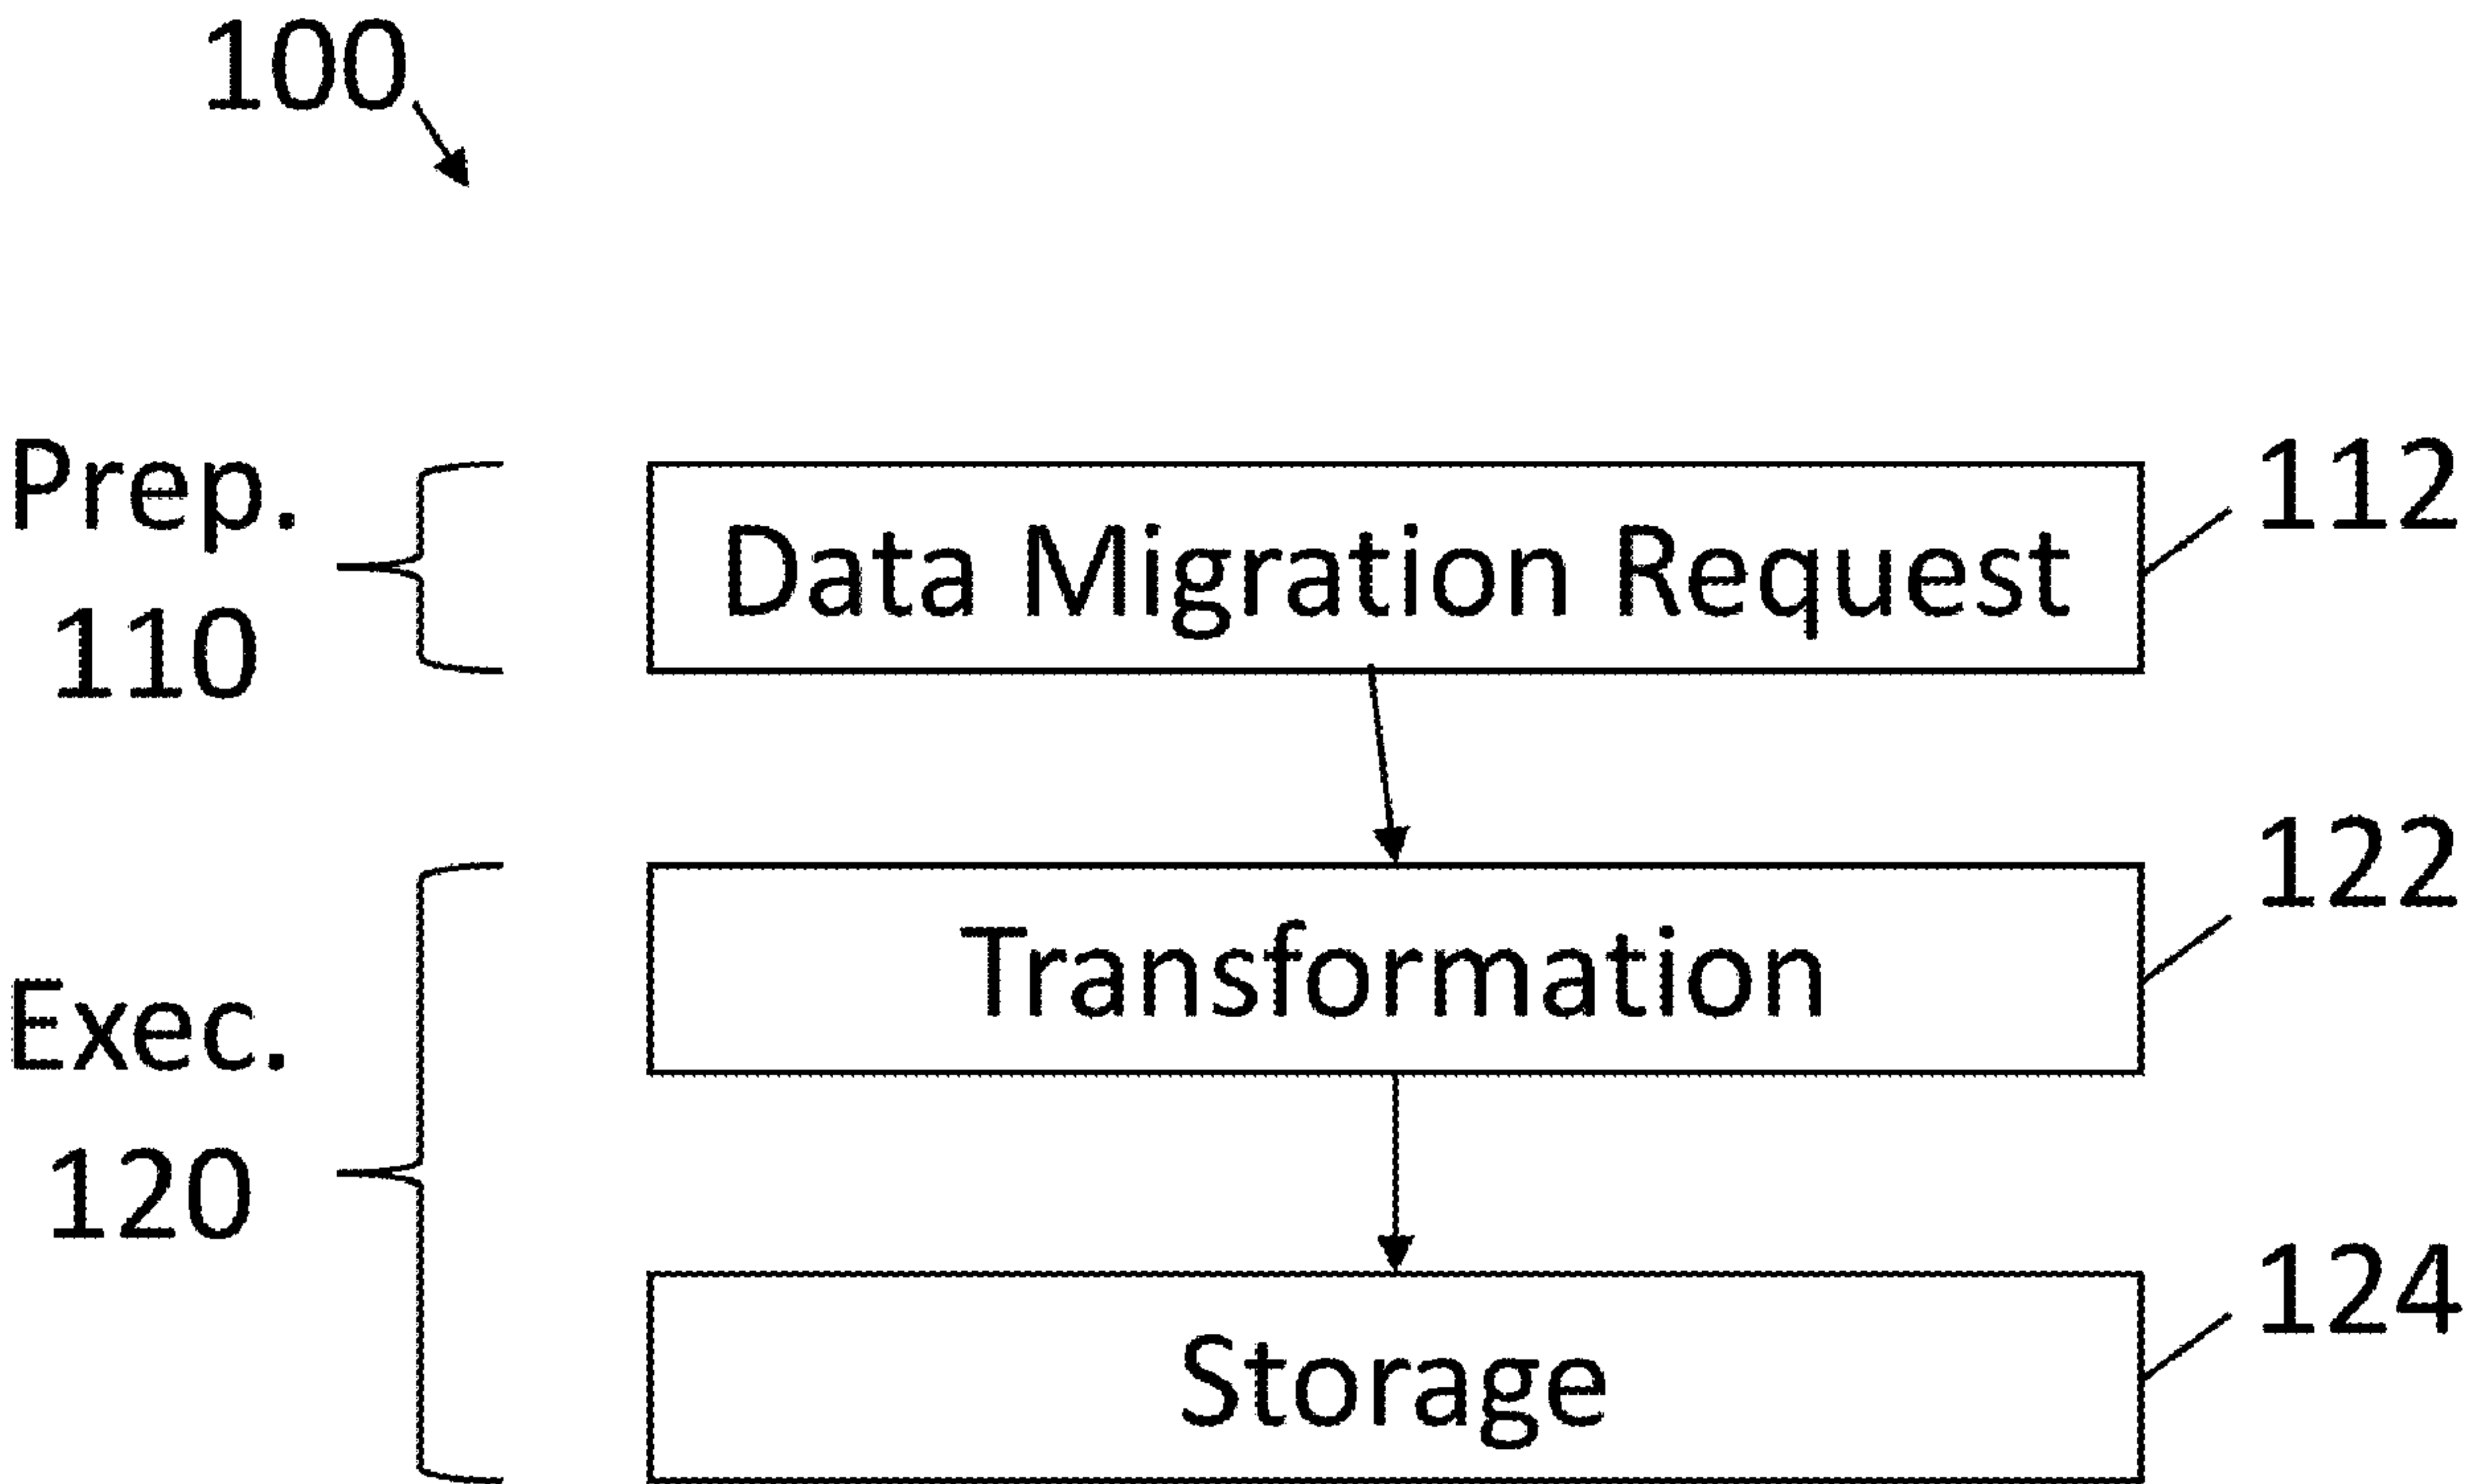 100
Prep.
110
Data Migration Request
112
Transformation
122
Exec.
120
Storage
124